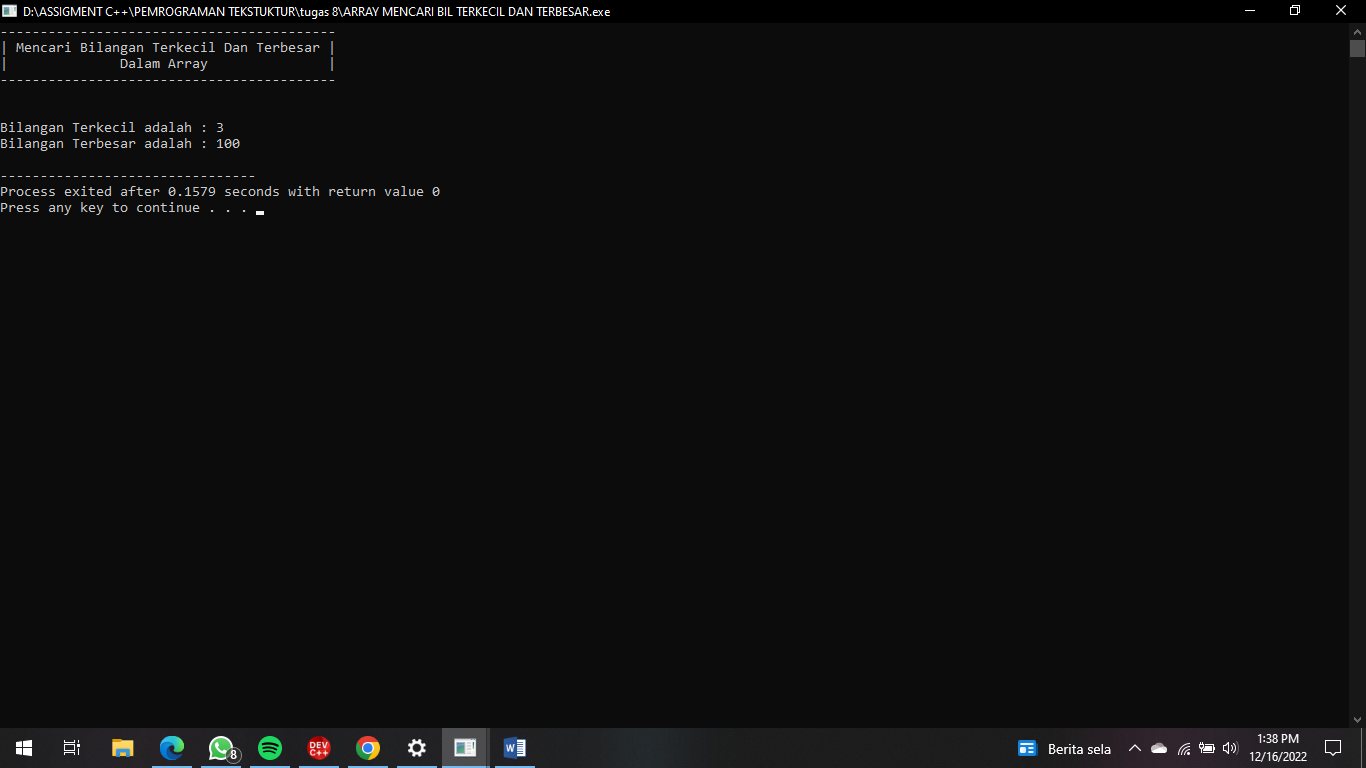 D:\ASSIGMENT C++\PEMROGRAMAN TEKSTUKTUR\tugas 8\ARRAY MENCARI BIL TERKECIL DAN TERBESAR.exe
------------------------------------------
| Mencari Bilangan Terkecil Dan Terbesar |
|              Dalam Array               |
------------------------------------------
Bilangan Terkecil adalah : 3
Bilangan Terbesar adalah : 100
--------------------------------
Process exited after 0.1579 seconds with return value 0
Press any key to continue . . .
8
DEV C++
W
Berita sela
1:38 PM
12/16/2022